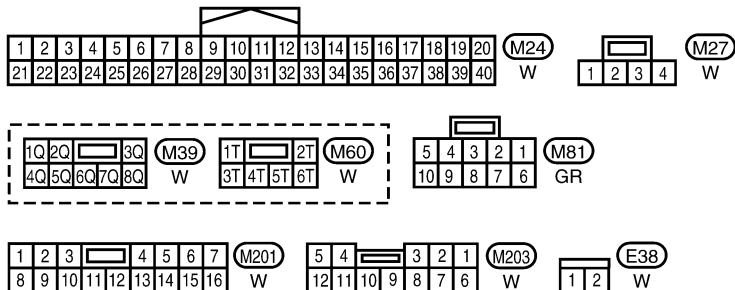 1 2 3 4 5 6 7 8 9 10 11 12 13 14 15 16 17 18 19 20 M24
21 22 23 24 25 26 27 28 29 30 31 32 33 34 35 36 37 38 39 40 W
M27
1 2 3 4 W
1Q 2Q 3Q M39
4Q 5Q 6Q 7Q 8Q W
1T 2T M60
3T 4T 5T 6T W
5 4 3 2 1 M81
10 9 8 7 6 GR
1 2 3 4 5 6 7 M201
8 9 10 11 12 13 14 15 16 W
5 4 3 2 1 M203
12 11 10 9 8 7 6 W
E38
1 2 W